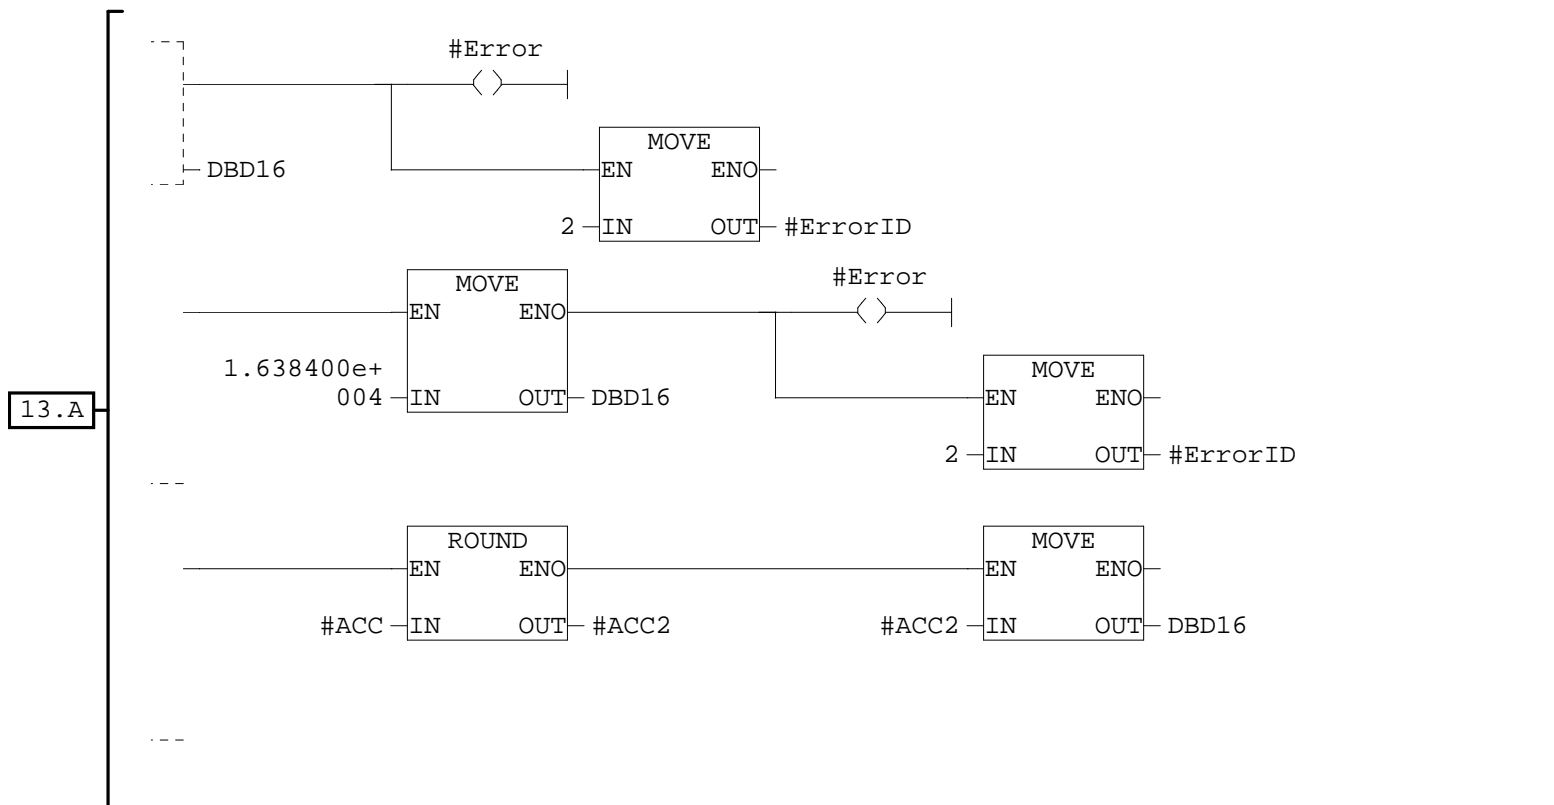 #Error
MOVE
DBD16
EN ENO
2 IN OUT #ErrorID
MOVE
#Error
EN ENO
1.638400e+
MOVE
004 IN OUT DBD16
EN ENO
13.A
2 IN OUT #ErrorID
ROUND
MOVE
EN ENO
EN ENO
#ACC IN OUT #ACC2
#ACC2 IN OUT DBD16